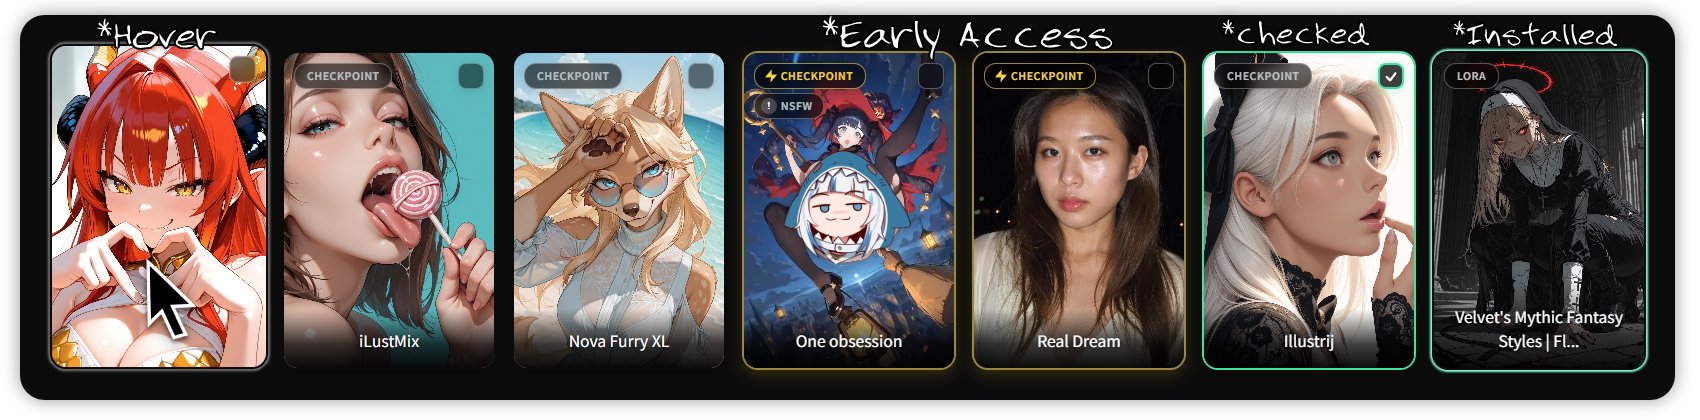 *Hover
*Early Access
*checked
*Installed
CHECKPOINT
CHECKPOINT
CHECKPOINT
! NSFW
CHECKPOINT
CHECKPOINT
LORA
iLustMix
Nova Furry XL
One obsession
Real Dream
Illustrij
Velvet's Mythic Fantasy
Styles | Fl...